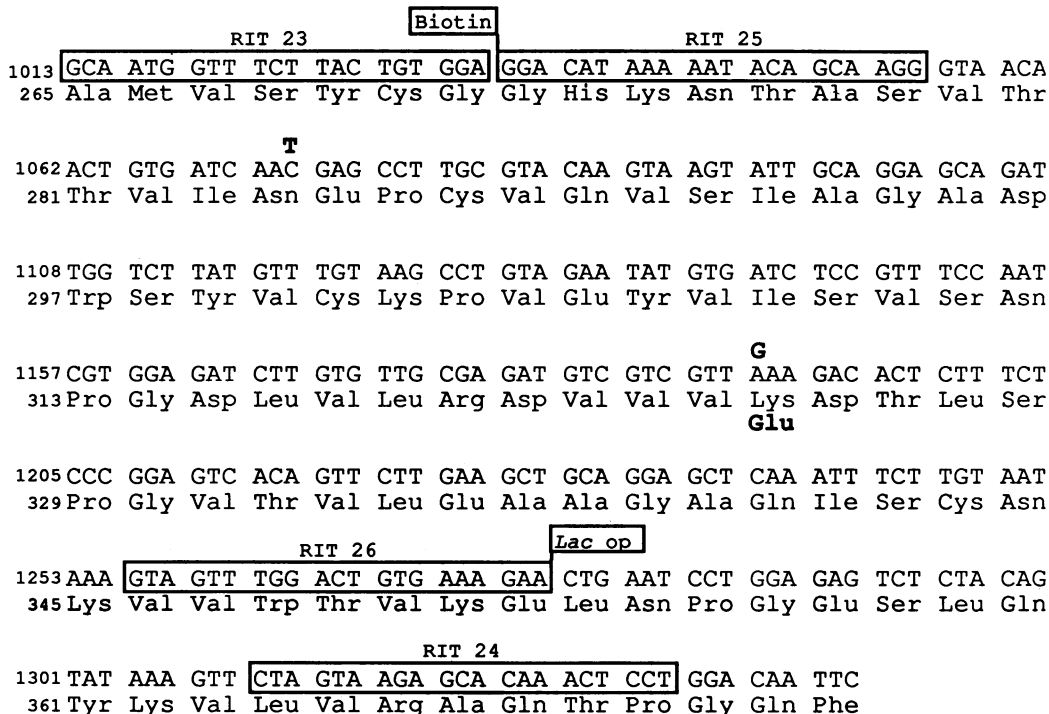 Biotin
RIT 23 RIT 25
1013 GCA ATG GTT TCT TAC TGT GGA GGA CAT AAA AAT ACA GCA AGG GTA ACA
265 Ala Met Val Ser Tyr Cys Gly Gly His Lys Asn Thr Ala Ser Val Thr
T
1062 ACT GTG ATC AAC GAG CCT TGC GTA CAA GTA AGT ATT GCA GGA GCA GAT
281 Thr Val Ile Asn Glu Pro Cys Val Gln Val Ser Ile Ala Gly Ala Asp
1108 TGG TCT TAT GTT TGT AAG CCT GTA GAA TAT GTG ATC TCC GTT TCC AAT
297 Trp Ser Tyr Val Cys Lys Pro Val Glu Tyr Val Ile Ser Val Ser Asn
G
1157 CGT GGA GAT CTT GTG TTG CGA GAT GTC GTC GTT AAA GAC ACT CTT TCT
313 Pro Gly Asp Leu Val Leu Arg Asp Val Val Val Lys Asp Thr Leu Ser
Glu
1205 CCC GGA GTC ACA GTT CTT GAA GCT GCA GGA GCT CAA ATT TCT TGT AAT
329 Pro Gly Val Thr Val Leu Glu Ala Ala Gly Ala Gln Ile Ser Cys Asn
RIT 26 Lac op
1253 AAA GTA GTT TGG ACT GTG AAA GAA CTG AAT CCT GGA GAG TCT CTA CAG
345 Lys Val Val Trp Thr Val Lys Glu Leu Asn Pro Gly Glu Ser Leu Gln
RIT 24
1301 TAT AAA GTT CTA GTA AGA GCA CAA ACT CCT GGA CAA TTC
361 Tyr Lys Val Leu Val Arg Ala Gln Thr Pro Gly Gln Phe